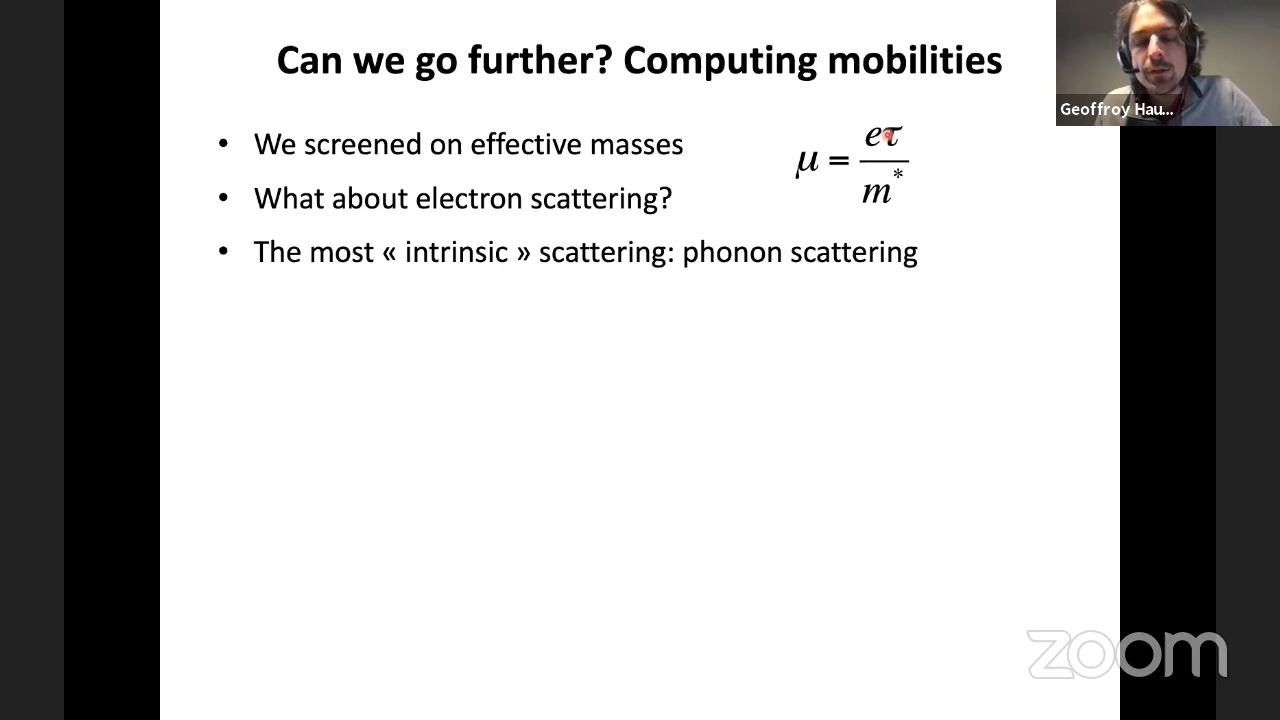 Can we go further? Computing mobilities
Geoffroy Hau...
• We screened on effective masses
μ = eτ / m*
• What about electron scattering?
• The most « intrinsic » scattering: phonon scattering
zoom